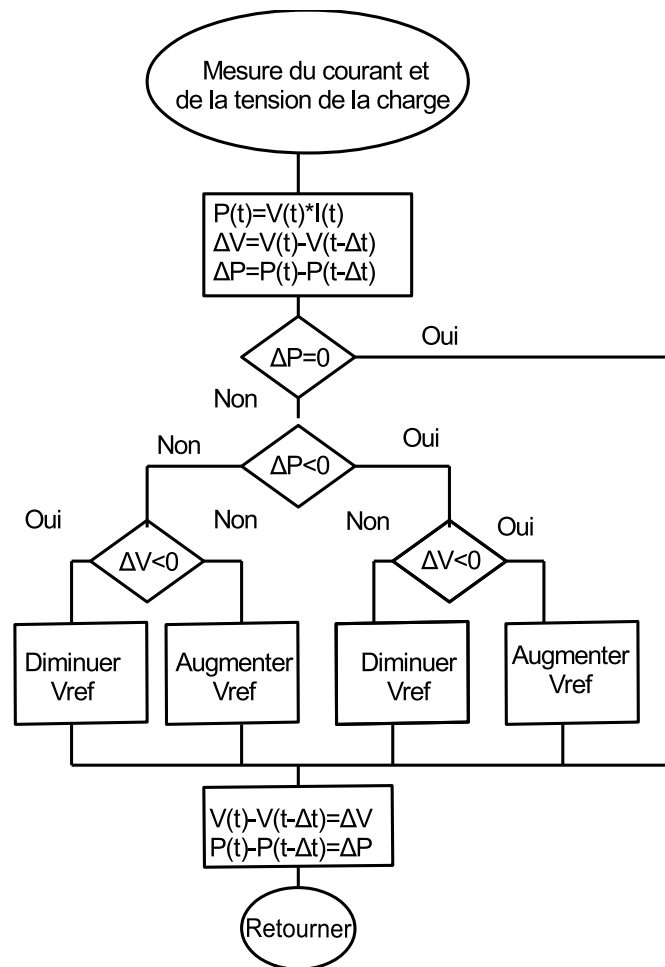 Mesure du courant et
de la tension de la charge
P(t)=V(t)*I(t)
ΔV=V(t)-V(t-Δt)
ΔP=P(t)-P(t-Δt)
Oui
ΔP=0
Non
Non
ΔP<0
Oui
Oui
Non
Non
Oui
ΔV<0
ΔV<0
Diminuer
Vref
Augmenter
Vref
Diminuer
Vref
Augmenter
Vref
V(t)-V(t-Δt)=ΔV
P(t)-P(t-Δt)=ΔP
Retourner